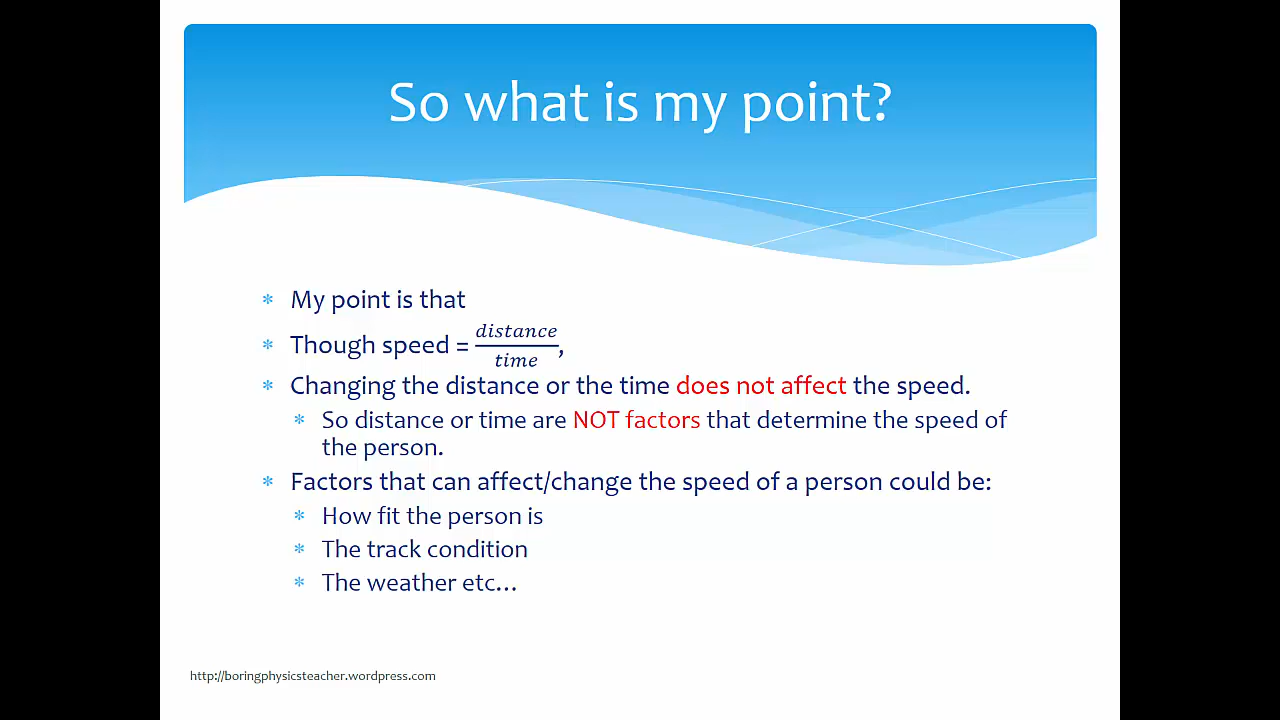 So what is my point?
* My point is that
* Though speed = distance/time,
* Changing the distance or the time does not affect the speed.
* So distance or time are NOT factors that determine the speed of
the person.
* Factors that can affect/change the speed of a person could be:
* How fit the person is
* The track condition
* The weather etc...
http://boringphysicsteacher.wordpress.com